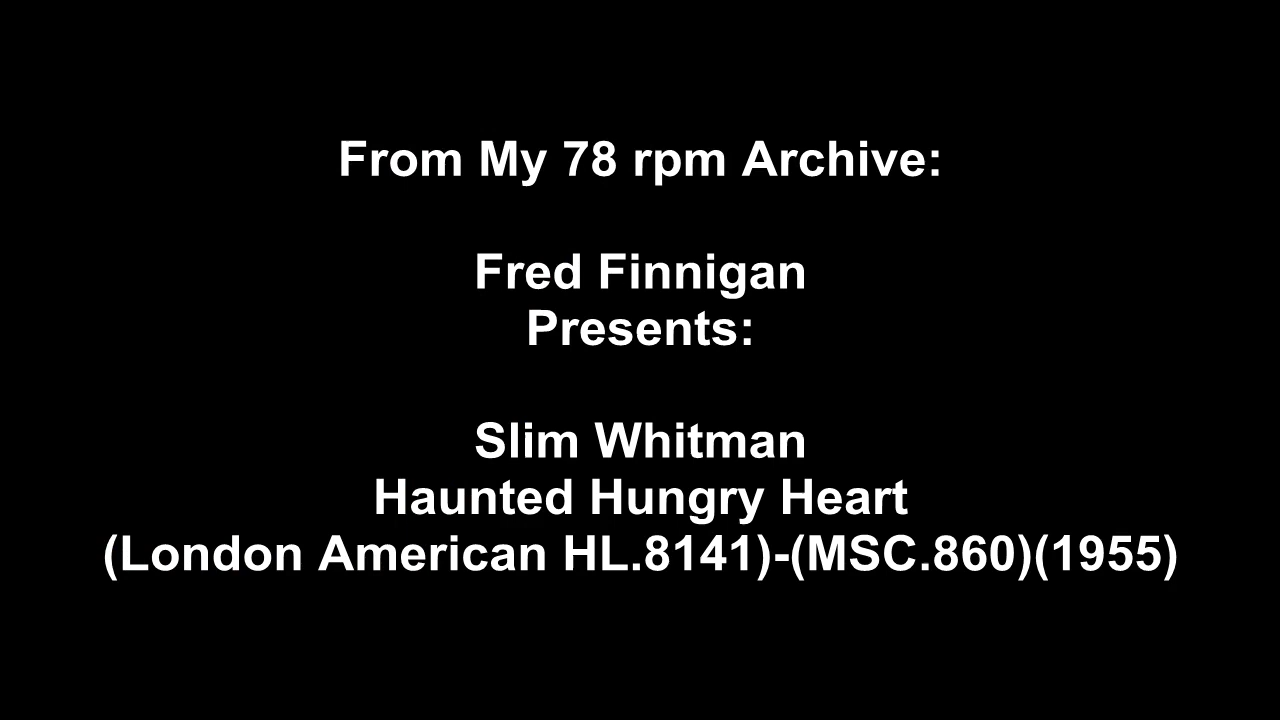 From My 78 rpm Archive:
Fred Finnigan
Presents:
Slim Whitman
Haunted Hungry Heart
(London American HL.8141)-(MSC.860)(1955)